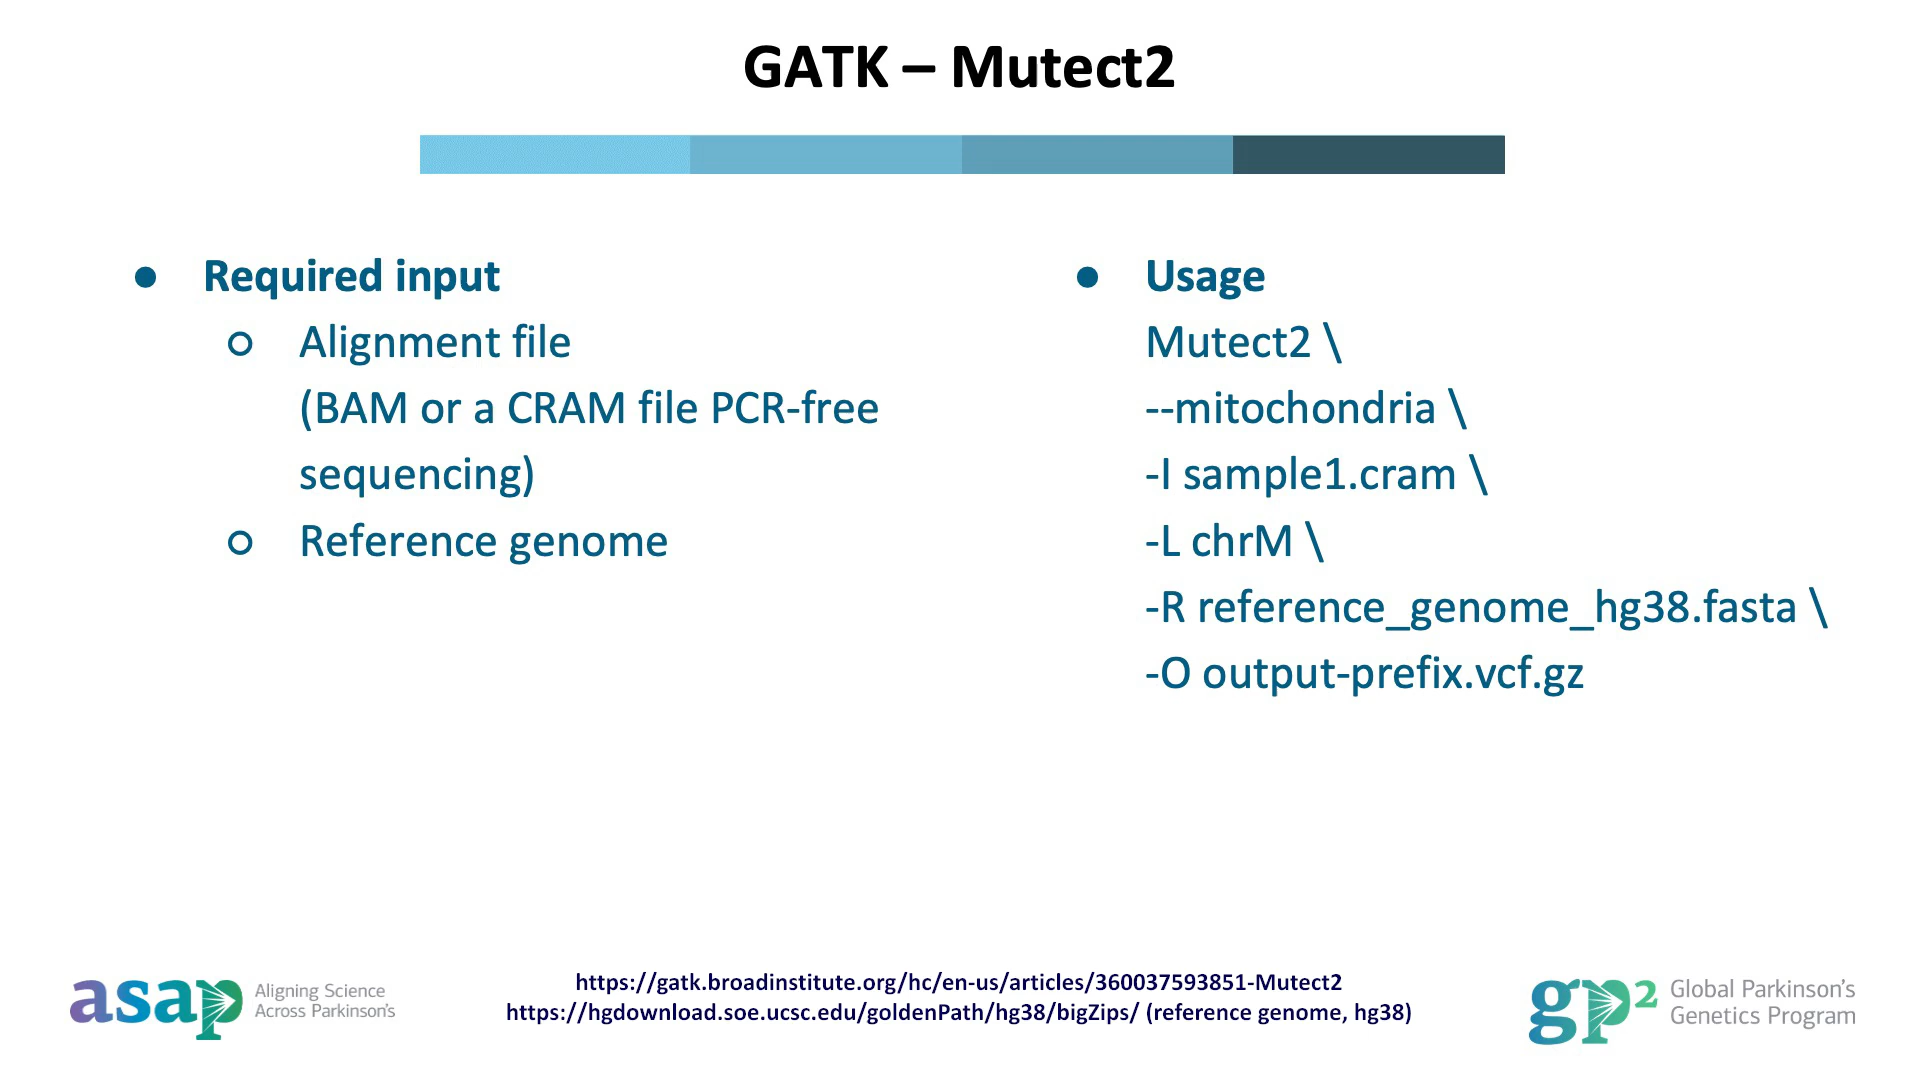 GATK – Mutect2
● Required input
○ Alignment file
(BAM or a CRAM file PCR-free
sequencing)
○ Reference genome
● Usage
Mutect2 \
--mitochondria \
-I sample1.cram \
-L chrM \
-R reference_genome_hg38.fasta \
-O output-prefix.vcf.gz
asap Aligning Science
Across Parkinson's
https://gatk.broadinstitute.org/hc/en-us/articles/360037593851-Mutect2
https://hgdownload.soe.ucsc.edu/goldenPath/hg38/bigZips/ (reference genome, hg38)
gp2 Global Parkinson's
Genetics Program